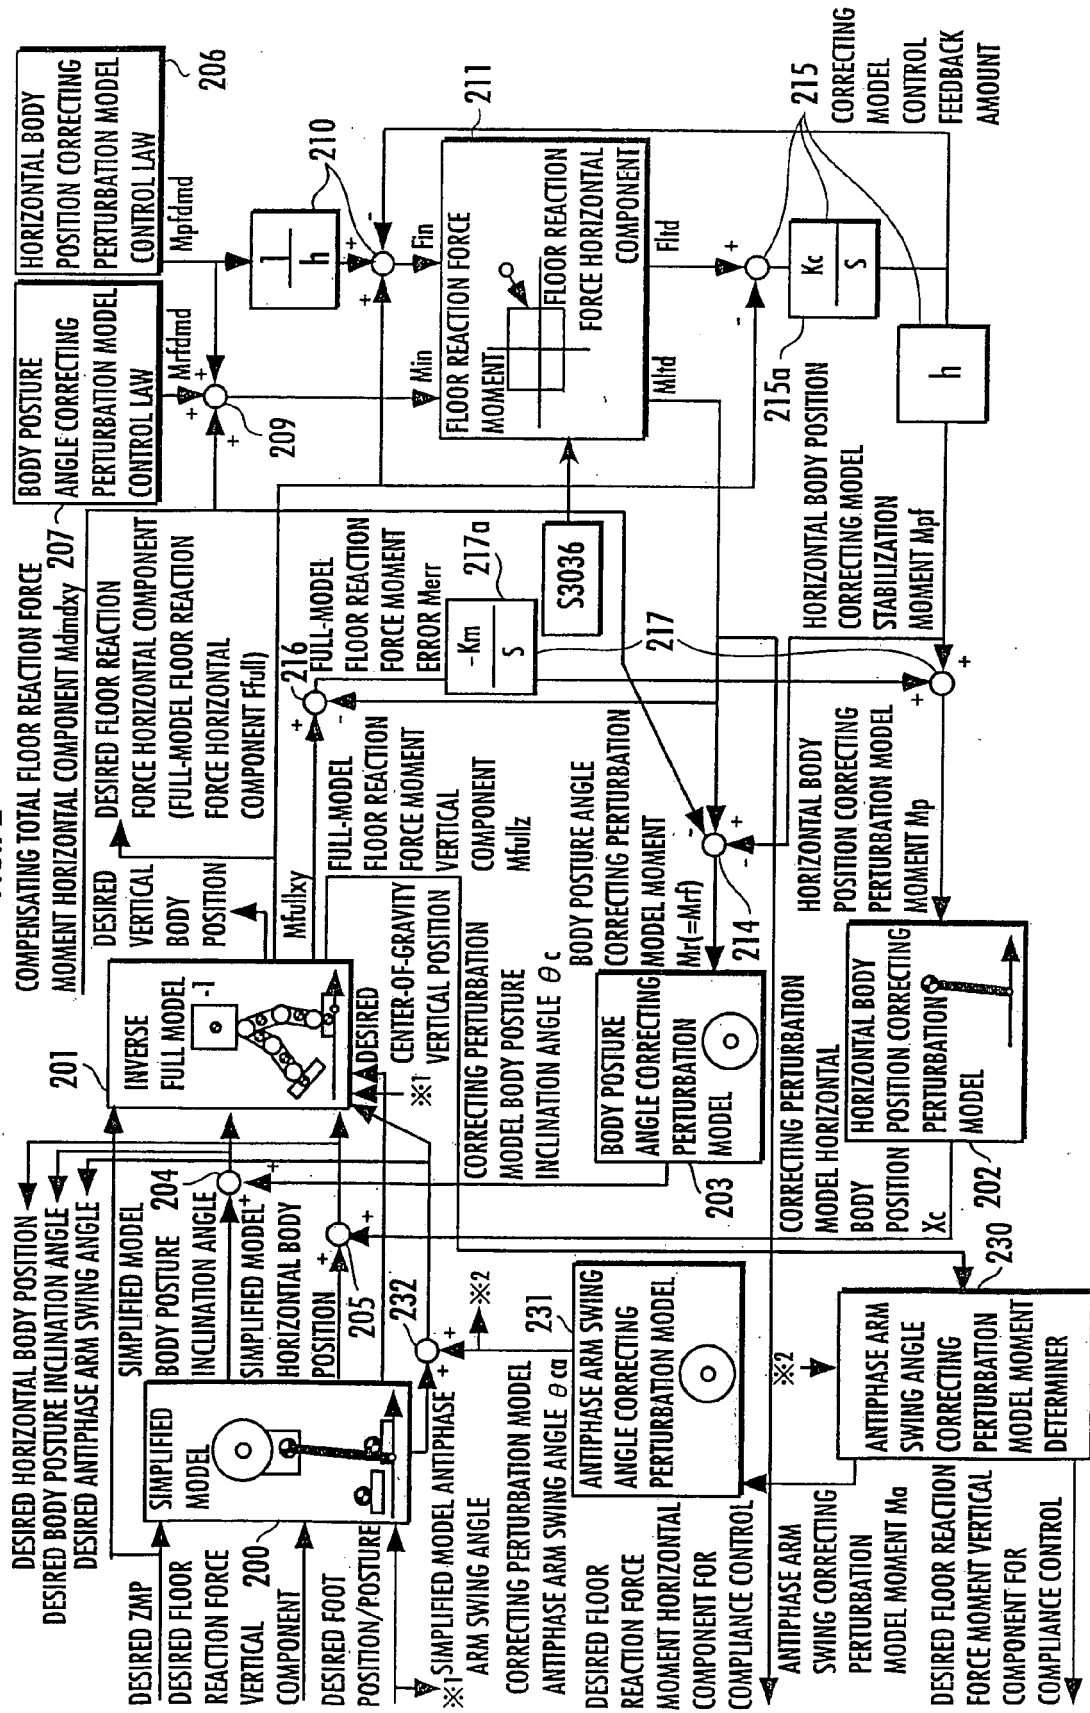 COMPENSATING TOTAL FLOOR REACTION FORCE
MOMENT HORIZONTAL COMPONENT Mdmdxy
207
BODY POSTURE
ANGLE CORRECTING
PERTURBATION MODEL
CONTROL LAW
HORIZONTAL BODY
POSITION CORRECTING
PERTURBATION MODEL
CONTROL LAW
206
Mrfdmd
Mpfdmd
209
1
h
210
Fin
Min
211
FLOOR REACTION FORCE
MOMENT
FLOOR REACTION
FORCE HORIZONTAL
COMPONENT
Fltd
Mltd
S3036
215
CORRECTING
MODEL
CONTROL
FEEDBACK
AMOUNT
Kc
S
215a
h
HORIZONTAL BODY POSITION
CORRECTING MODEL
STABILIZATION
MOMENT Mpf
DESIRED
VERTICAL
BODY
POSITION
DESIRED FLOOR REACTION
FORCE HORIZONTAL COMPONENT
(FULL-MODEL FLOOR REACTION
FORCE HORIZONTAL
COMPONENT Ffull)
Mfullxy
216
FULL-MODEL
FLOOR REACTION
FORCE MOMENT
ERROR Merr
217a
-Km
S
217
FULL-MODEL
FLOOR REACTION
FORCE MOMENT
VERTICAL
COMPONENT
Mfullz
201
INVERSE
FULL MODEL
-1
DESIRED
CENTER-OF-GRAVITY
VERTICAL POSITION
※1
CORRECTING PERTURBATION
MODEL BODY POSTURE
INCLINATION ANGLE θc
BODY POSTURE ANGLE
CORRECTING PERTURBATION
MODEL MOMENT
Mr(=Mrf)
214
BODY POSTURE
ANGLE CORRECTING
PERTURBATION
MODEL
203
HORIZONTAL BODY
POSITION CORRECTING
PERTURBATION MODEL
MOMENT Mp
HORIZONTAL BODY
POSITION CORRECTING
PERTURBATION
MODEL
202
CORRECTING PERTURBATION
MODEL HORIZONTAL
BODY
POSITION
Xc
DESIRED HORIZONTAL BODY POSITION
DESIRED BODY POSTURE INCLINATION ANGLE
DESIRED ANTIPHASE ARM SWING ANGLE
SIMPLIFIED MODEL
BODY POSTURE
INCLINATION ANGLE
204
SIMPLIFIED MODEL
HORIZONTAL BODY
POSITION
205
232
SIMPLIFIED
MODEL
200
DESIRED ZMP
DESIRED FLOOR
REACTION FORCE
VERTICAL
COMPONENT
DESIRED FOOT
POSITION/POSTURE
※1
SIMPLIFIED MODEL ANTIPHASE
ARM SWING ANGLE
※2
CORRECTING PERTURBATION MODEL
ANTIPHASE ARM SWING ANGLE θca
231
ANTIPHASE ARM SWING
ANGLE CORRECTING
PERTURBATION MODEL
DESIRED FLOOR
REACTION FORCE
MOMENT HORIZONTAL
COMPONENT FOR
COMPLIANCE CONTROL
※2
230
ANTIPHASE ARM
SWING ANGLE
CORRECTING
PERTURBATION
MODEL MOMENT
DETERMINER
ANTIPHASE ARM
SWING CORRECTING
PERTURBATION
MODEL MOMENT Ma
DESIRED FLOOR REACTION
FORCE MOMENT VERTICAL
COMPONENT FOR
COMPLIANCE CONTROL